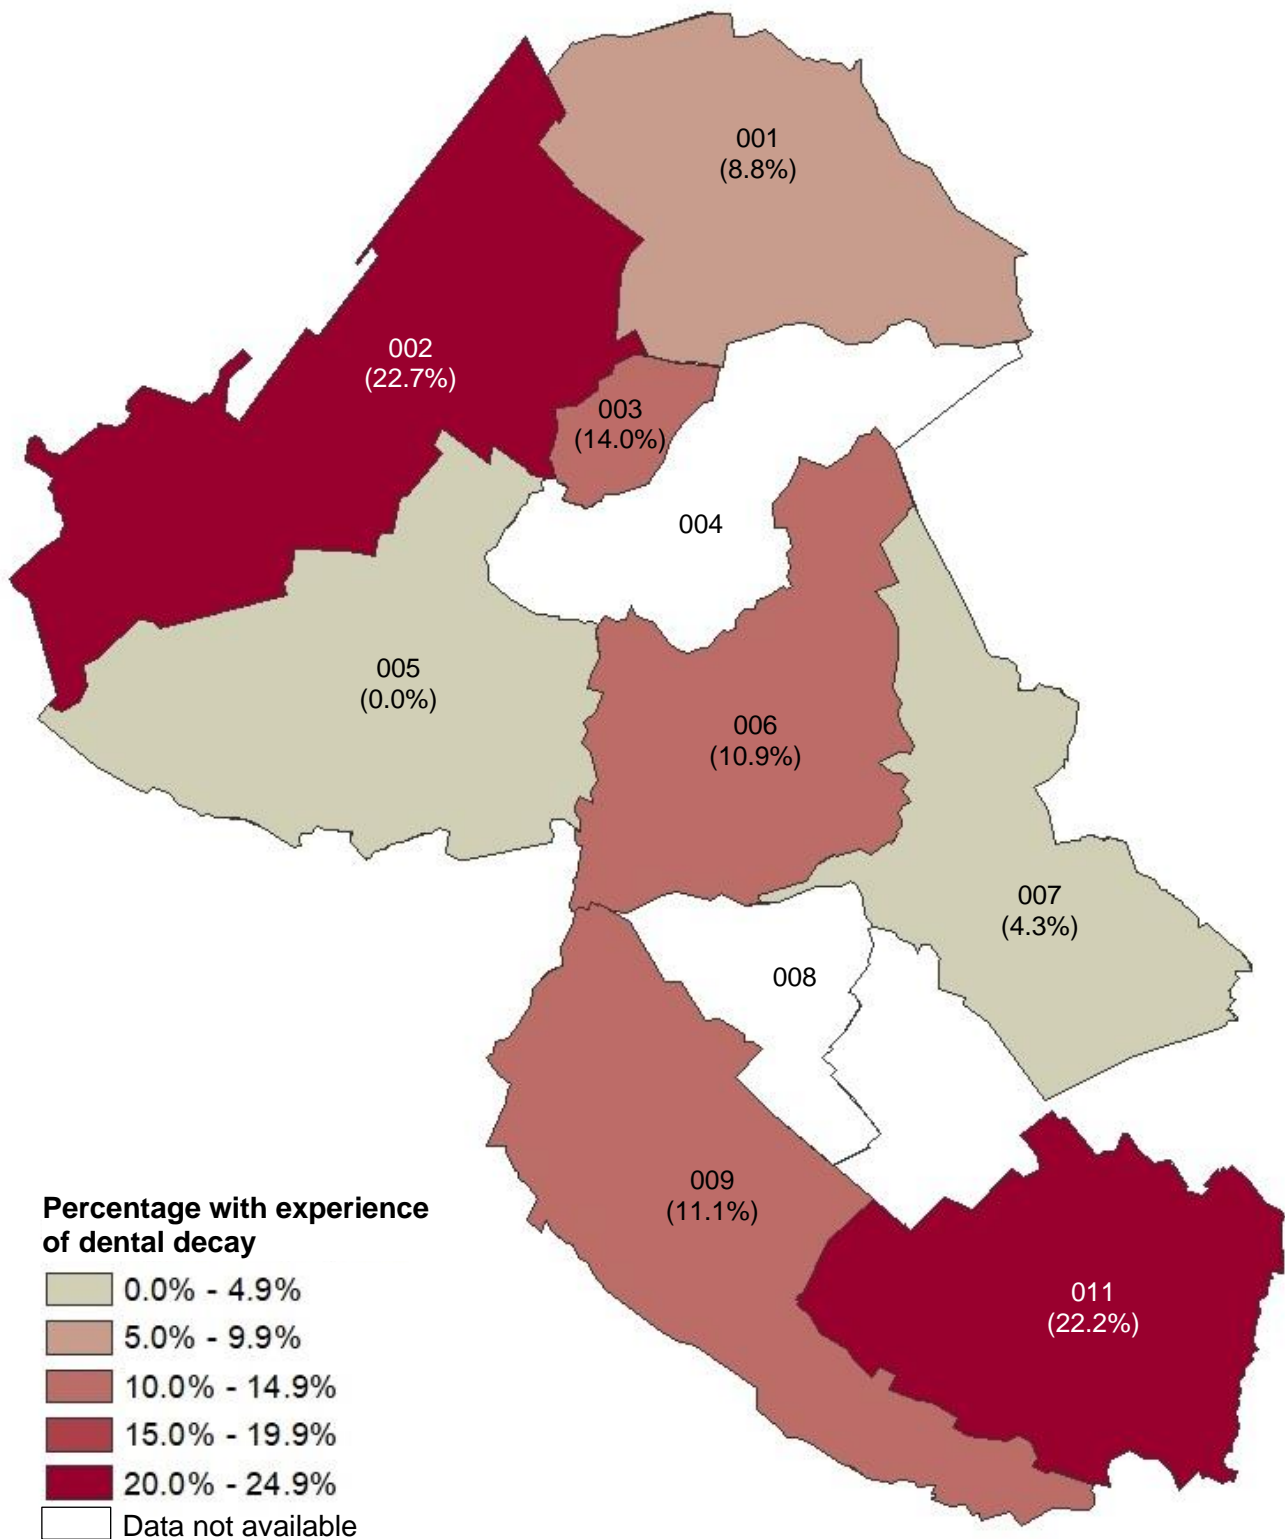 001
(8.8%)
002
(22.7%)
003
(14.0%)
004
005
(0.0%)
006
(10.9%)
007
(4.3%)
008
009
(11.1%)
011
(22.2%)
Percentage with experience
of dental decay
0.0% - 4.9%
5.0% - 9.9%
10.0% - 14.9%
15.0% - 19.9%
20.0% - 24.9%
Data not available